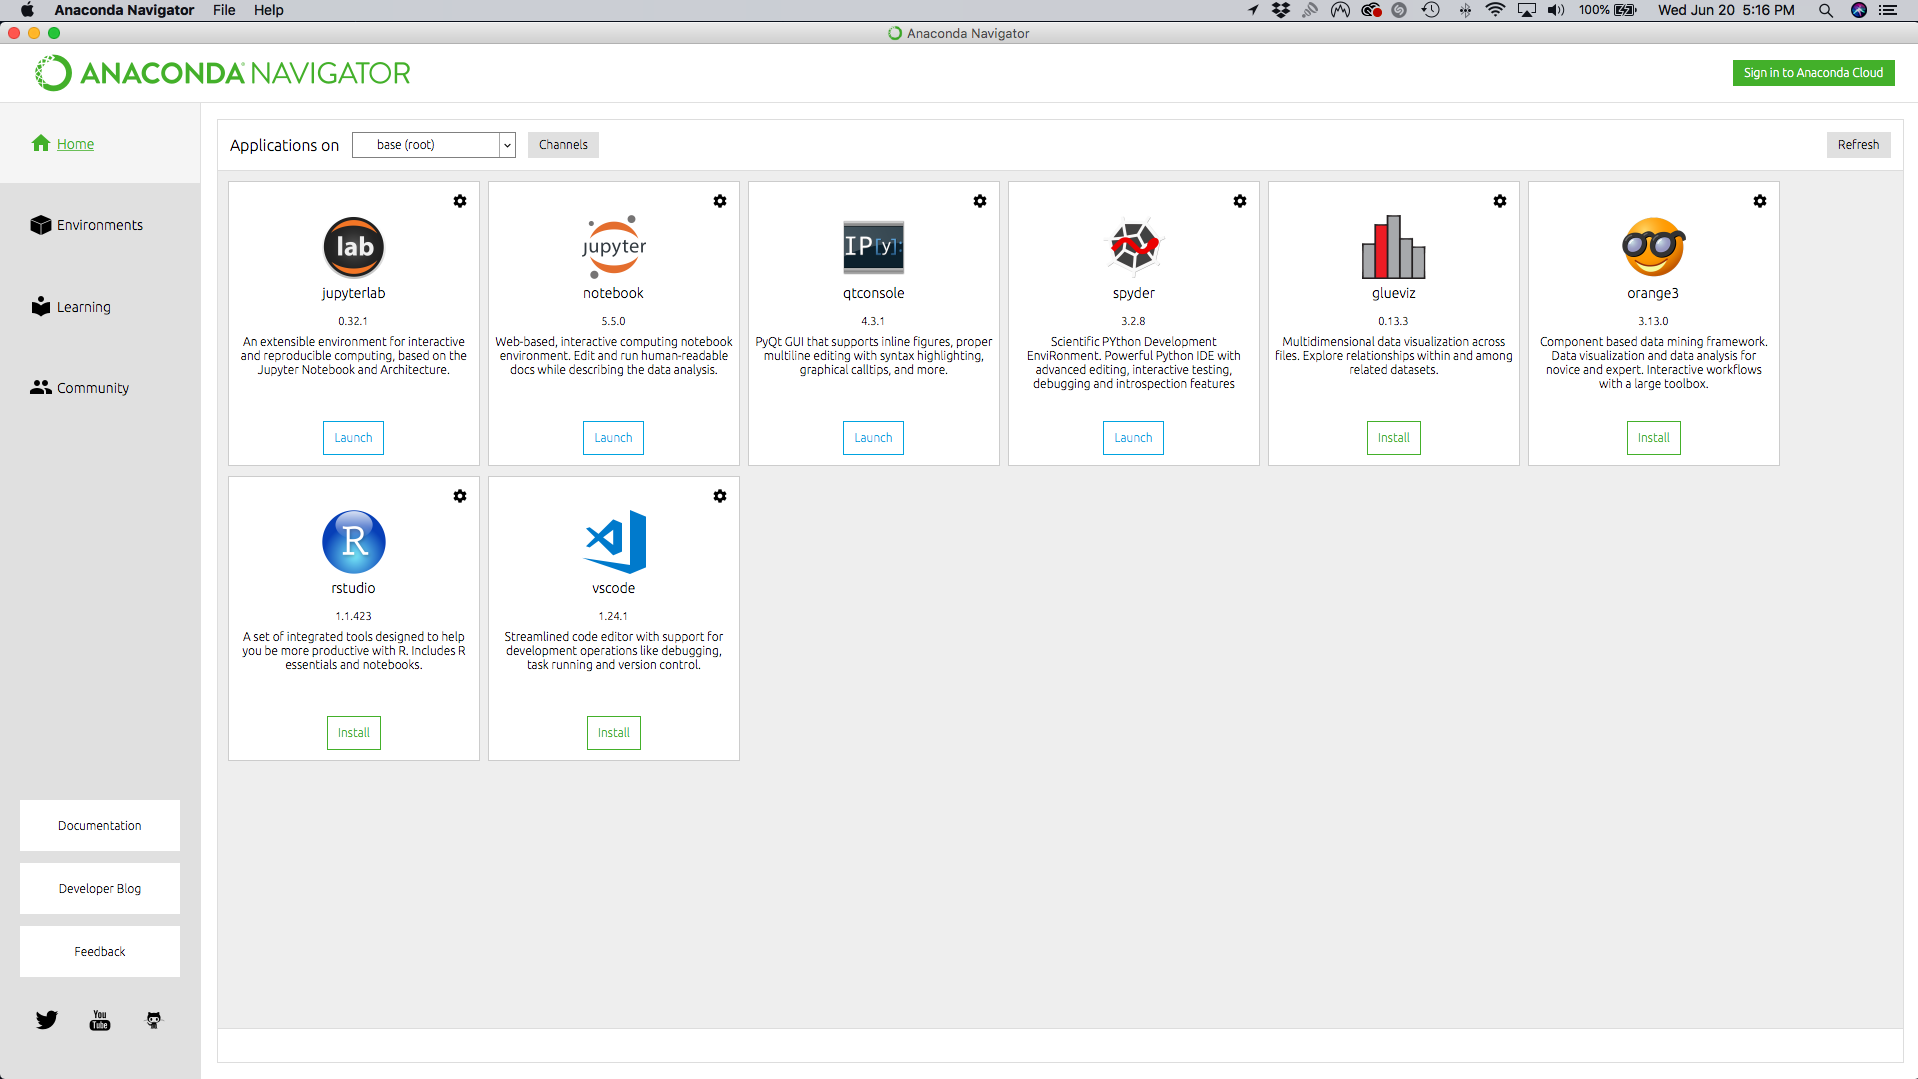 Anaconda Navigator File Help 100% Wed Jun 20 5:16 PM
Anaconda Navigator
ANACONDA NAVIGATOR
Sign in to Anaconda Cloud
Home
Environments
Learning
Community
Documentation
Developer Blog
Feedback
You
Tube
Applications on base (root) Channels Refresh
lab
jupyterlab
0.32.1
An extensible environment for interactive
and reproducible computing, based on the
Jupyter Notebook and Architecture.
Launch
jupyter
notebook
5.5.0
Web-based, interactive computing notebook
environment. Edit and run human-readable
docs while describing the data analysis.
Launch
IP[y]:
qtconsole
4.3.1
PyQt GUI that supports inline figures, proper
multiline editing with syntax highlighting,
graphical calltips, and more.
Launch
spyder
3.2.8
Scientific PYthon Development
EnviRonment. Powerful Python IDE with
advanced editing, interactive testing,
debugging and introspection features
Launch
glueviz
0.13.3
Multidimensional data visualization across
files. Explore relationships within and among
related datasets.
Install
orange3
3.13.0
Component based data mining framework.
Data visualization and data analysis for
novice and expert. Interactive workflows
with a large toolbox.
Install
R
rstudio
1.1.423
A set of integrated tools designed to help
you be more productive with R. Includes R
essentials and notebooks.
Install
vscode
1.24.1
Streamlined code editor with support for
development operations like debugging,
task running and version control.
Install